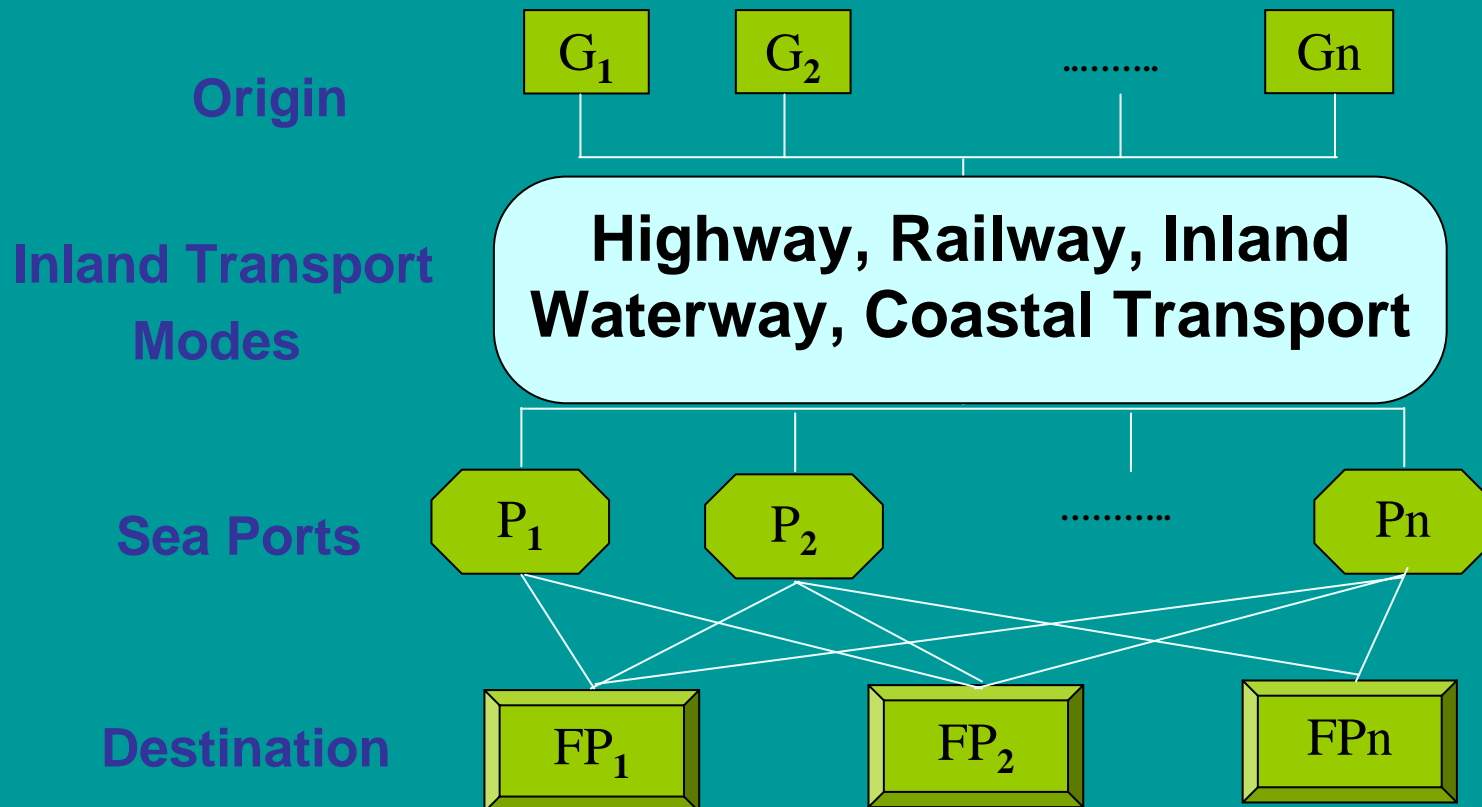 Origin
G₁ G₂ ......... Gn
Inland Transport
Modes
Highway, Railway, Inland
Waterway, Coastal Transport
Sea Ports
P₁ P₂ ........... Pn
Destination
FP₁ FP₂ FPn